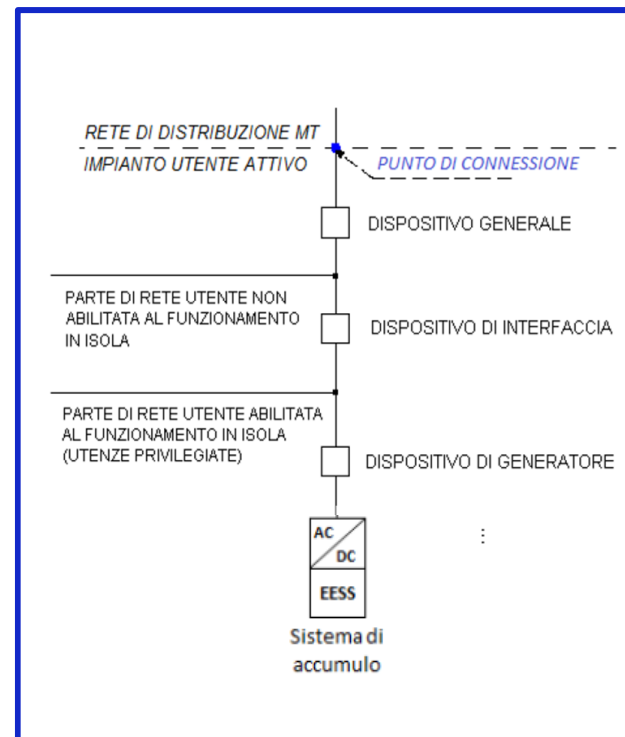 RETE DI DISTRIBUZIONE MT
IMPIANTO UTENTE ATTIVO
PUNTO DI CONNESSIONE
DISPOSITIVO GENERALE
PARTE DI RETE UTENTE NON
ABILITATA AL FUNZIONAMENTO
IN ISOLA
DISPOSITIVO DI INTERFACCIA
PARTE DI RETE UTENTE ABILITATA
AL FUNZIONAMENTO IN ISOLA
(UTENZE PRIVILEGIATE)
DISPOSITIVO DI GENERATORE
AC
DC
EESS
Sistema di
accumulo